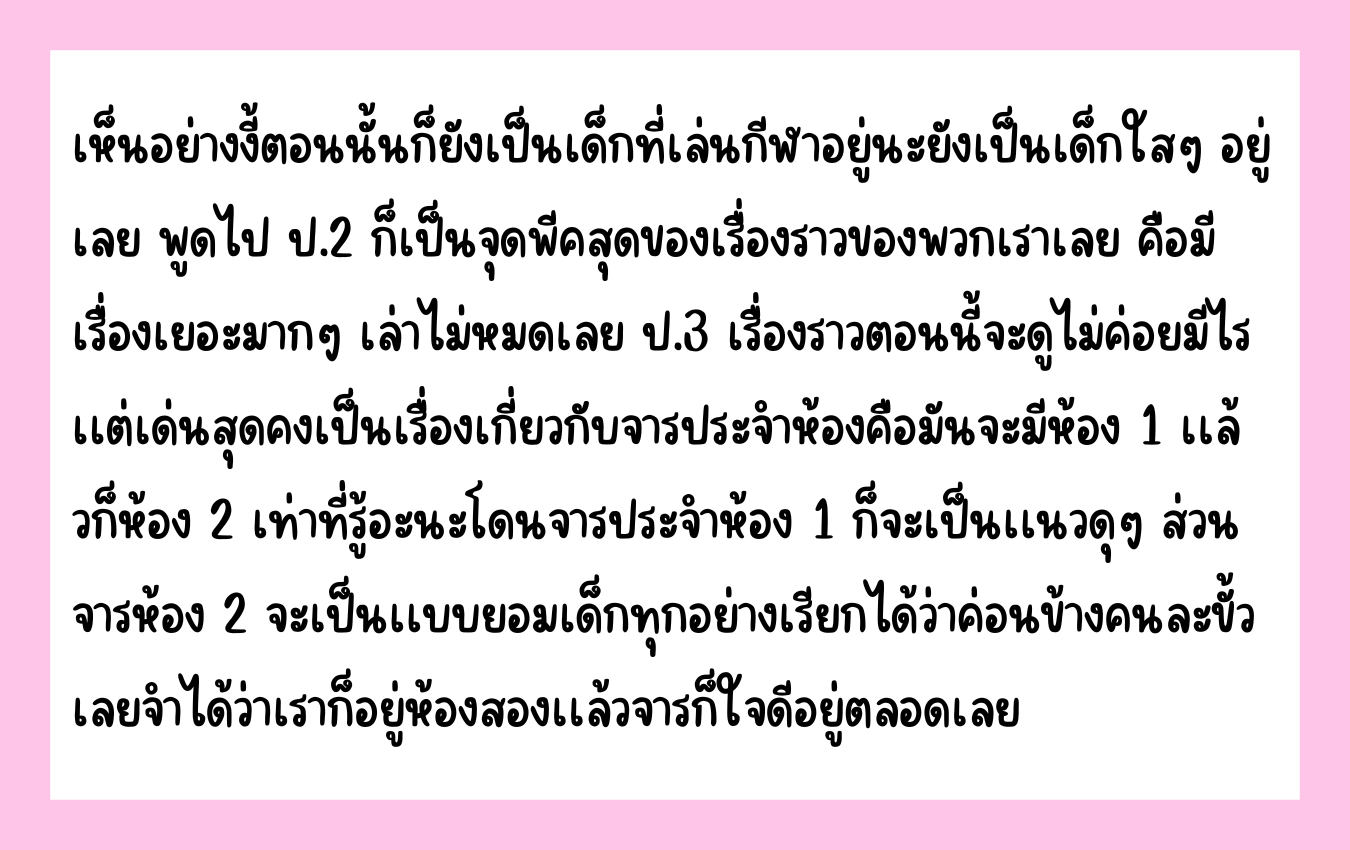 เห็นอย่างงี้ตอนนั้นก็ยังเป็นเด็กที่เล่นกีฬาอยู่นะยังเป็นเด็กใสๆ อยู่
เลย พูดไป ป.2 ก็เป็นจุดพีคสุดของเรื่องราวของพวกเราเลย คือมี
เรื่องเยอะมากๆ เล่าไม่หมดเลย ป.3 เรื่องราวตอนนี้จะดูไม่ค่อยมีไร
แต่เด่นสุดคงเป็นเรื่องเกี่ยวกับจารประจำห้องคือมันจะมีห้อง 1 แล้
วก็ห้อง 2 เท่าที่รู้อะนะโดนจารประจำห้อง 1 ก็จะเป็นแนวดุๆ ส่วน
จารห้อง 2 จะเป็นแบบยอมเด็กทุกอย่างเรียกได้ว่าค่อนข้างคนละขั้ว
เลยจำได้ว่าเราก็อยู่ห้องสองแล้วจารก็ใจดีอยู่ตลอดเลย